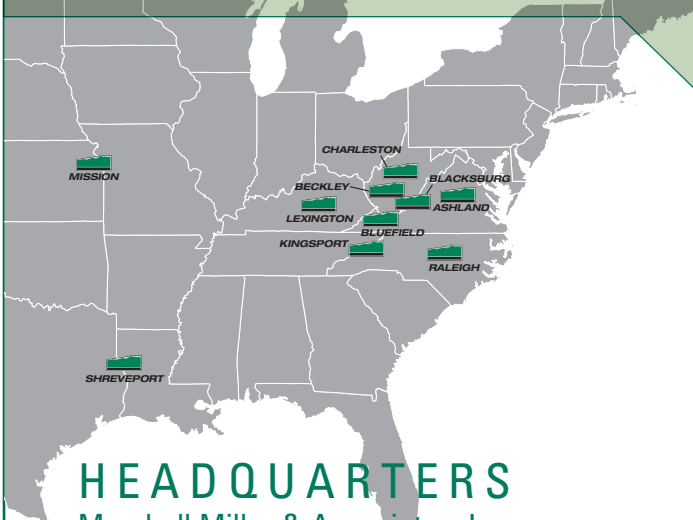 CHARLESTON
MISSION
BECKLEY
BLACKSBURG
LEXINGTON
ASHLAND
BLUEFIELD
KINGSPORT
RALEIGH
SHREVEPORT
HEADQUARTERS